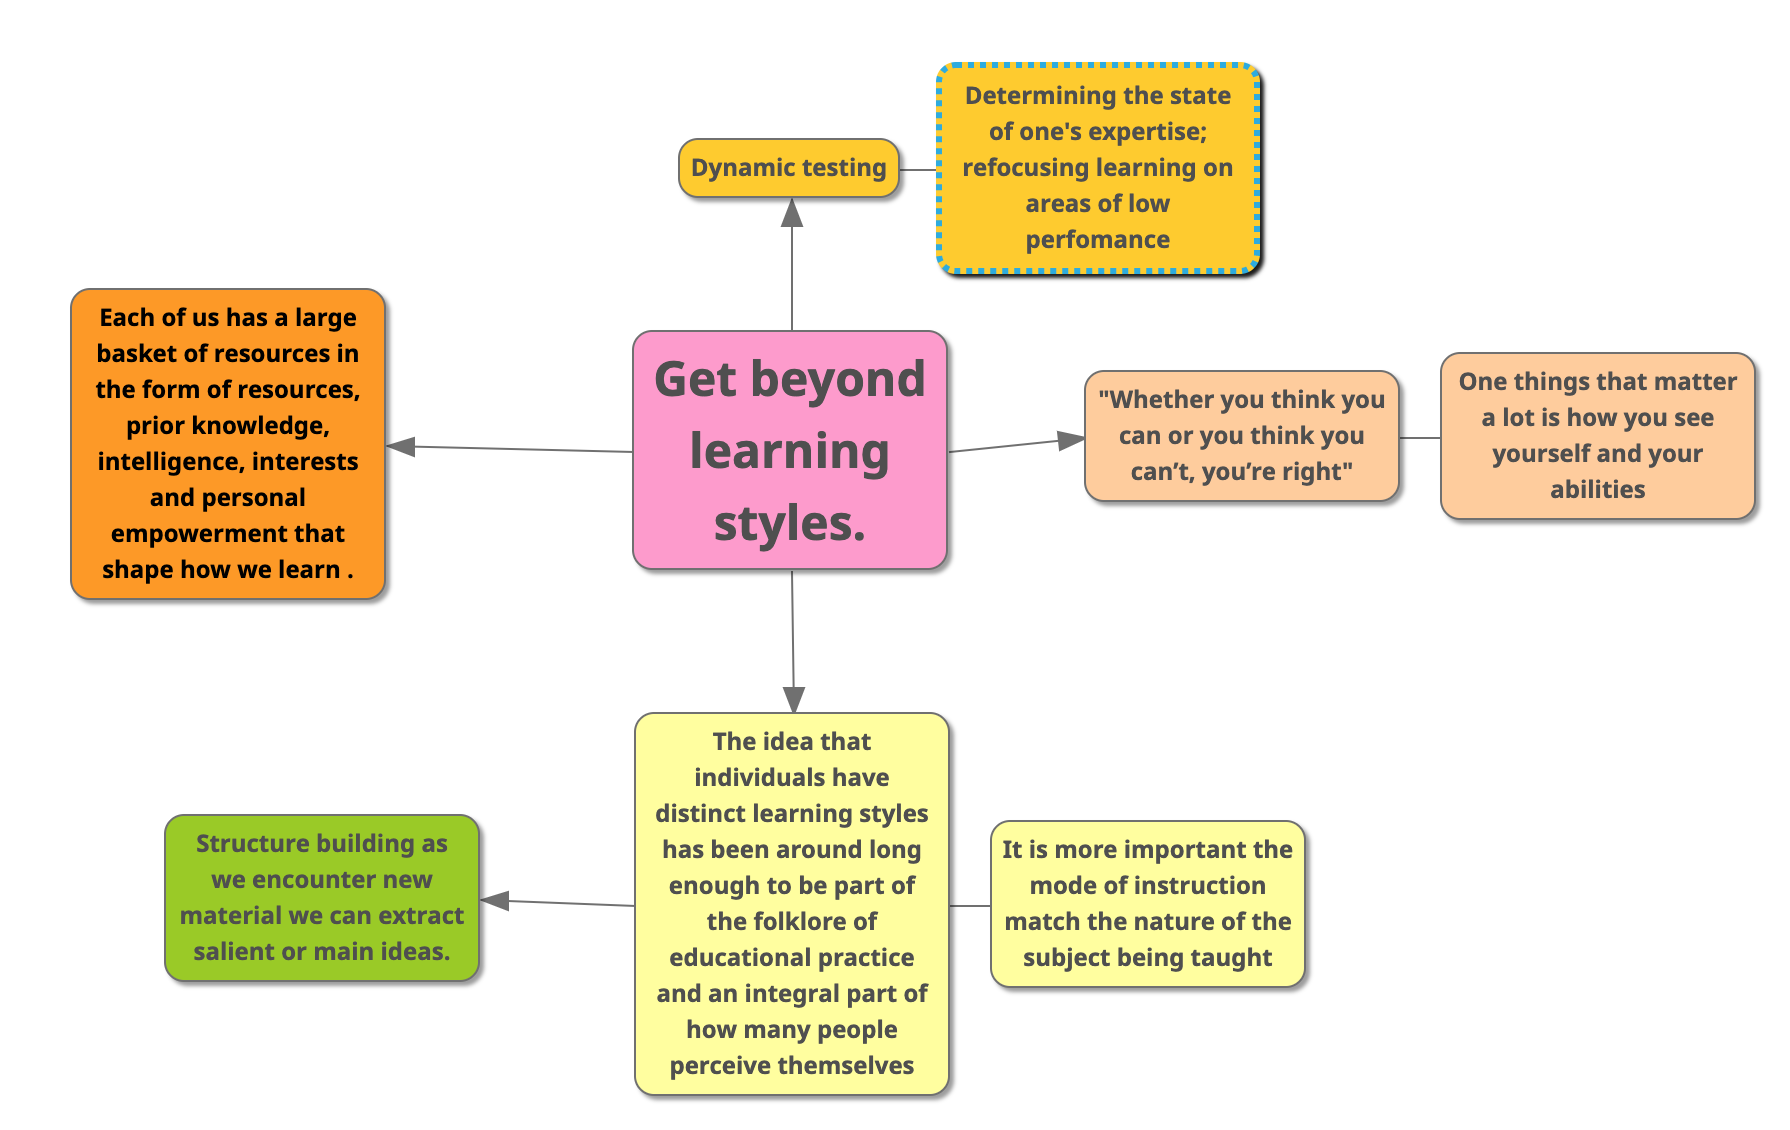 Determining the state
of one's expertise;
refocusing learning on
areas of low
perfomance
Dynamic testing
Each of us has a large
basket of resources in
the form of resources,
prior knowledge,
intelligence, interests
and personal
empowerment that
shape how we learn .
Get beyond
learning
styles.
"Whether you think you
can or you think you
can’t, you’re right"
One things that matter
a lot is how you see
yourself and your
abilities
The idea that
individuals have
distinct learning styles
has been around long
enough to be part of
the folklore of
educational practice
and an integral part of
how many people
perceive themselves
Structure building as
we encounter new
material we can extract
salient or main ideas.
It is more important the
mode of instruction
match the nature of the
subject being taught